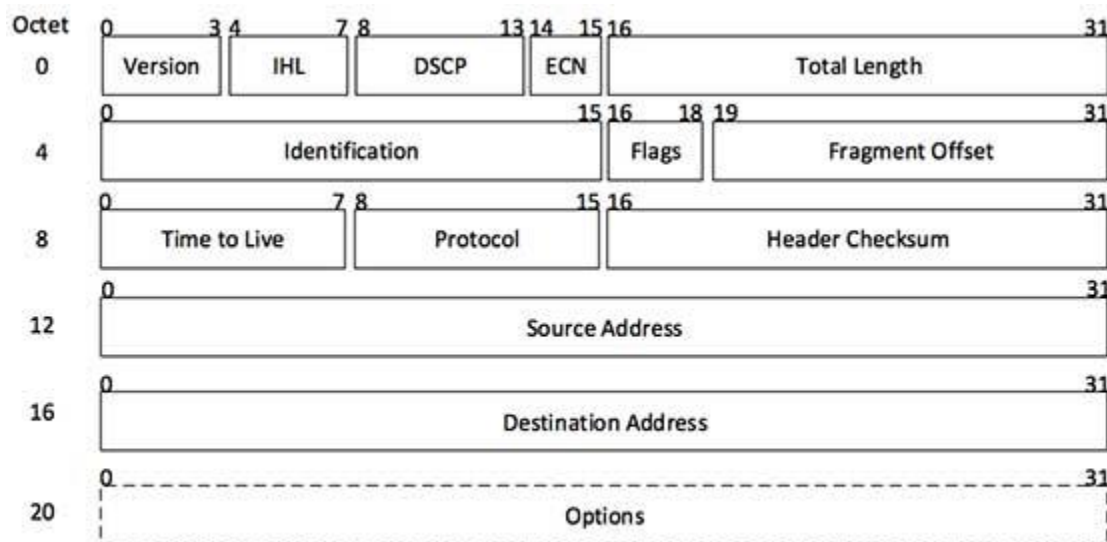 Octet 0 3 4 7 8 13 14 15 16 31
0 Version IHL DSCP ECN Total Length
0 15 16 18 19 31
4 Identification Flags Fragment Offset
0 7 8 15 16 31
8 Time to Live Protocol Header Checksum
0 31
12 Source Address
0 31
16 Destination Address
0 31
20 Options